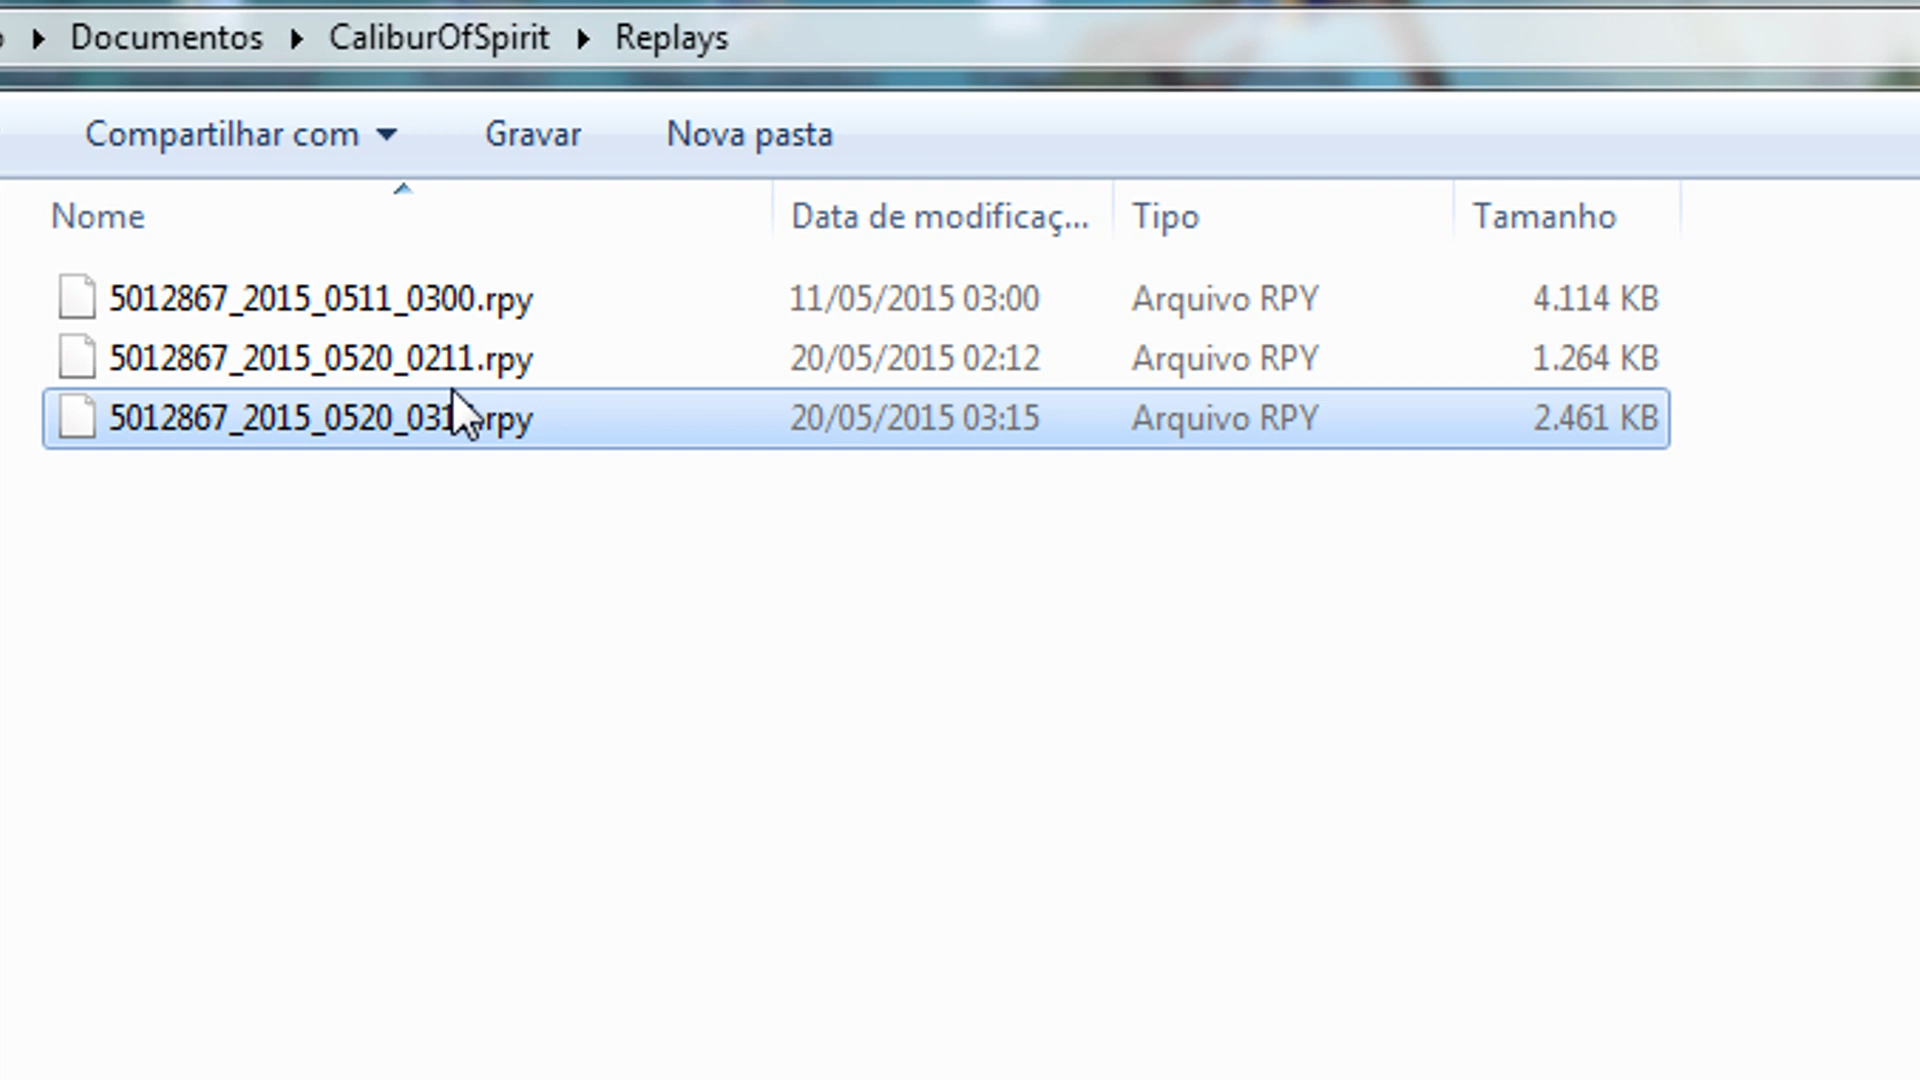 Documentos CaliburOfSpirit Replays
Compartilhar com Gravar Nova pasta
Nome Data de modificaç... Tipo Tamanho
5012867_2015_0511_0300.rpy 11/05/2015 03:00 Arquivo RPY 4.114 KB
5012867_2015_0520_0211.rpy 20/05/2015 02:12 Arquivo RPY 1.264 KB
20/05/2015 03:15 Arquivo RPY 2.461 KB